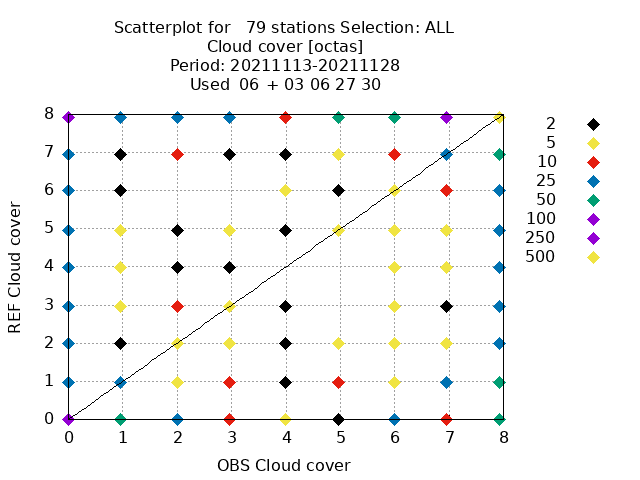 Scatterplot for 79 stations Selection: ALL
Cloud cover [octas]
Period: 20211113-20211128
Used 06 + 03 06 27 30
8
7
6
5
4
3
2
1
0
REF Cloud cover
0 1 2 3 4 5 6 7 8
OBS Cloud cover
2
5
10
25
50
100
250
500